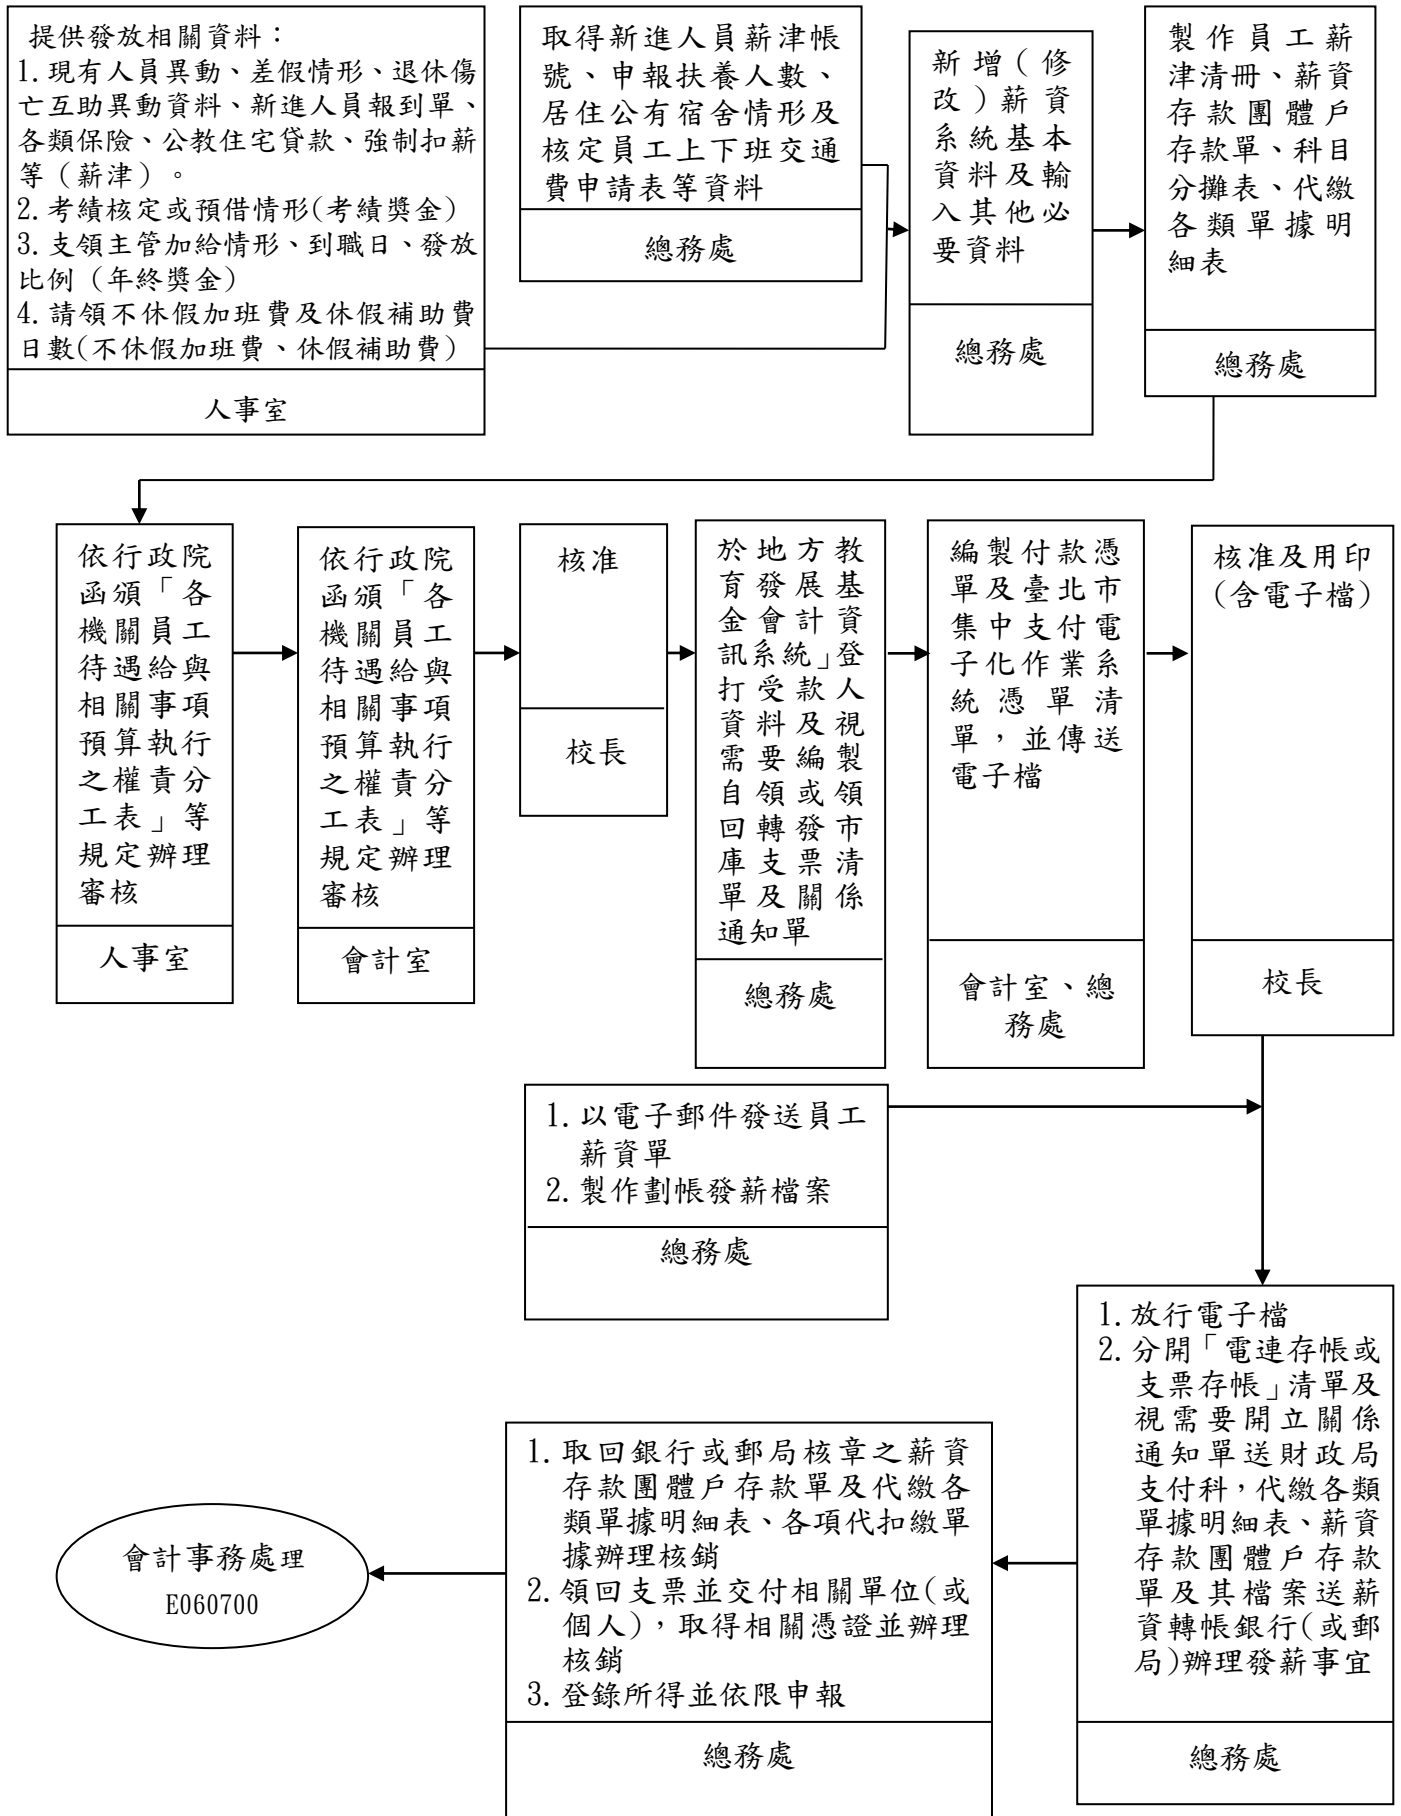 提供發放相關資料：
1.現有人員異動、差假情形、退休傷
亡互助異動資料、新進人員報到單、
各類保險、公教住宅貸款、強制扣薪
等（薪津）。
2.考績核定或預借情形(考績獎金)
3.支領主管加給情形、到職日、發放
比例（年終獎金)
4.請領不休假加班費及休假補助費
日數(不休假加班費、休假補助費)
人事室
取得新進人員薪津帳
號、申報扶養人數、
居住公有宿舍情形及
核定員工上下班交通
費申請表等資料
總務處
新增（修
改）薪資
系統基本
資料及輸
入其他必
要資料
總務處
製作員工薪
津清冊、薪資
存款團體戶
存款單、科目
分攤表、代繳
各類單據明
細表
總務處
依行政院
函頒「各
機關員工
待遇給與
相關事項
預算執行
之權責分
工表」等
規定辦理
審核
人事室
依行政院
函頒「各
機關員工
待遇給與
相關事項
預算執行
之權責分
工表」等
規定辦理
審核
會計室
核准
校長
於地方教
育發展基
金會計資
訊系統」登
打受款人
資料及視
需要編製
自領或領
回轉發市
庫支票清
單及關係
通知單
總務處
編製付款憑
單及臺北市
集中支付電
子化作業系
統憑單清
單，並傳送
電子檔
會計室、總
務處
核准及用印
(含電子檔)
校長
1.以電子郵件發送員工
薪資單
2.製作劃帳發薪檔案
總務處
1.放行電子檔
2.分開「電連存帳或
支票存帳」清單及
視需要開立關係
通知單送財政局
支付科，代繳各類
單據明細表、薪資
存款團體戶存款
單及其檔案送薪
資轉帳銀行(或郵
局)辦理發薪事宜
總務處
1.取回銀行或郵局核章之薪資
存款團體戶存款單及代繳各
類單據明細表、各項代扣繳單
據辦理核銷
2.領回支票並交付相關單位(或
個人)，取得相關憑證並辦理
核銷
3.登錄所得並依限申報
總務處
會計事務處理
E060700